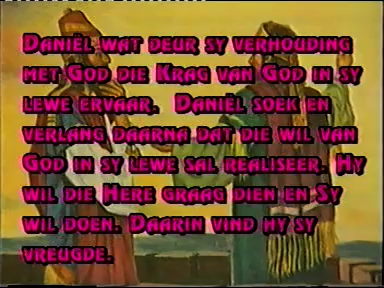 Daniël wat deur sy verhouding
met God die Krag van God in sy
lewe ervaar. Daniël soek en
verlang daarna dat die wil van
God in sy lewe sal realiseer. Hy
wil die Here graag dien en Sy
wil doen. Daarin vind hy sy
vreugde.